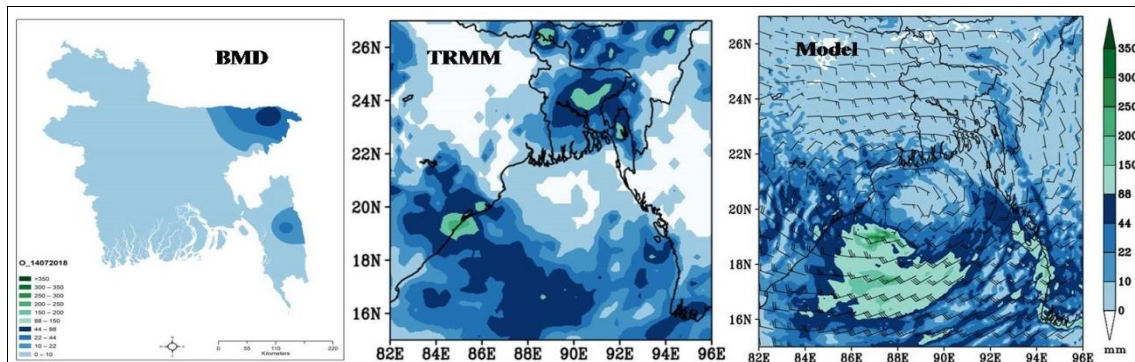 BMD
O_14072018
>350
300 – 350
250 – 300
200 – 250
150 – 200
88 – 150
44 – 88
22 – 44
10 – 22
0 – 10
0 55 110 220
Kilometers
TRMM
26N
24N
22N
20N
18N
16N
82E 84E 86E 88E 90E 92E 94E 96E
Model
26N
24N
22N
20N
18N
16N
82E 84E 86E 88E 90E 92E 94E 96E
350
300
250
200
150
88
44
22
10
0
mm